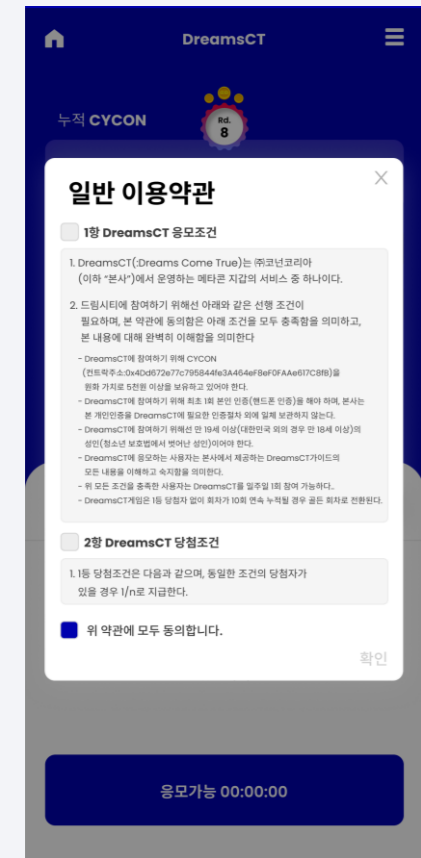 DreamsCT
누적 CYCON
Rd.
8
일반 이용약관
1항 DreamsCT 응모조건
1. DreamsCT(:Dreams Come True)는 ㈜코넌코리아
(이하 “본사”)에서 운영하는 메타콘 지갑의 서비스 중 하나이다.
2. 드림시티에 참여하기 위해선 아래와 같은 선행 조건이
필요하며, 본 약관에 동의함은 아래 조건을 모두 충족함을 의미하고,
본 내용에 대해 완벽히 이해함을 의미한다
- DreamsCT에 참여하기 위해 CYCON
(컨트락주소:0x4Dd672e77c795844fe3A464eF8eF0FAAe617C8fB)을
원화 가치로 5천원 이상을 보유하고 있어야 한다.
- DreamsCT에 참여하기 위해 최초 1회 본인 인증(핸드폰 인증)을 해야 하며, 본사는
본 개인인증을 DreamsCT에 필요한 인증절차 외에 일체 보관하지 않는다.
- DreamsCT에 참여하기 위해선 만 19세 이상(대한민국 외의 경우 만 18세 이상)의
성인(청소년 보호법에서 벗어난 성인)이어야 한다.
- DreamsCT에 응모하는 사용자는 본사에서 제공하는 DreamsCT가이드의
모든 내용을 이해하고 숙지함을 의미한다.
- 위 모든 조건을 충족한 사용자는 DreamsCT를 일주일 1회 참여 가능하다..
- DreamsCT게임은 1등 당첨자 없이 회차가 10회 연속 누적될 경우 골든 회차로 전환된다.
2항 DreamsCT 당첨조건
1. 1등 당첨조건은 다음과 같으며, 동일한 조건의 당첨자가
있을 경우 1/n로 지급한다.
위 약관에 모두 동의합니다.
확인
응모가능 00:00:00